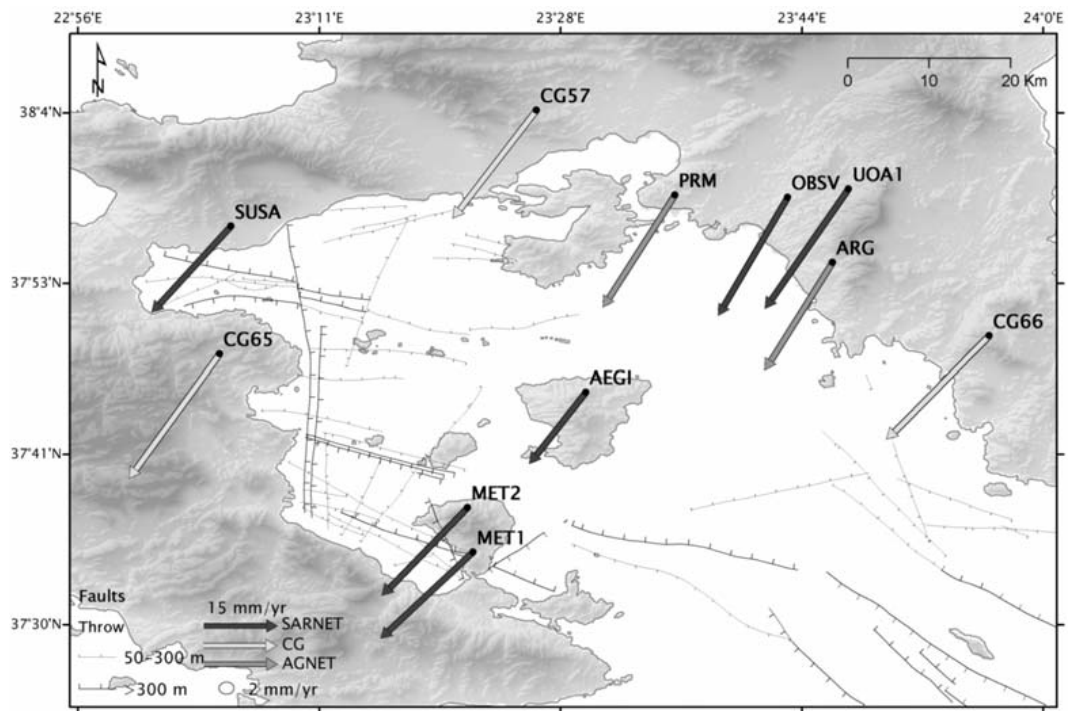 22°56 23°11 23°28 23°44 24°0
N
0 10 20 Km
38°4'N
CG57
PRM
OBSV
UOA1
SUSA
ARG
37°53'N
CG65
CG66
AEGI
37°41'N
MET2
MET1
Faults
15 mm/yr
37°30'N
Throw
SARNET
CG
50-300 m
AGNET
>300 m
2 mm/yr